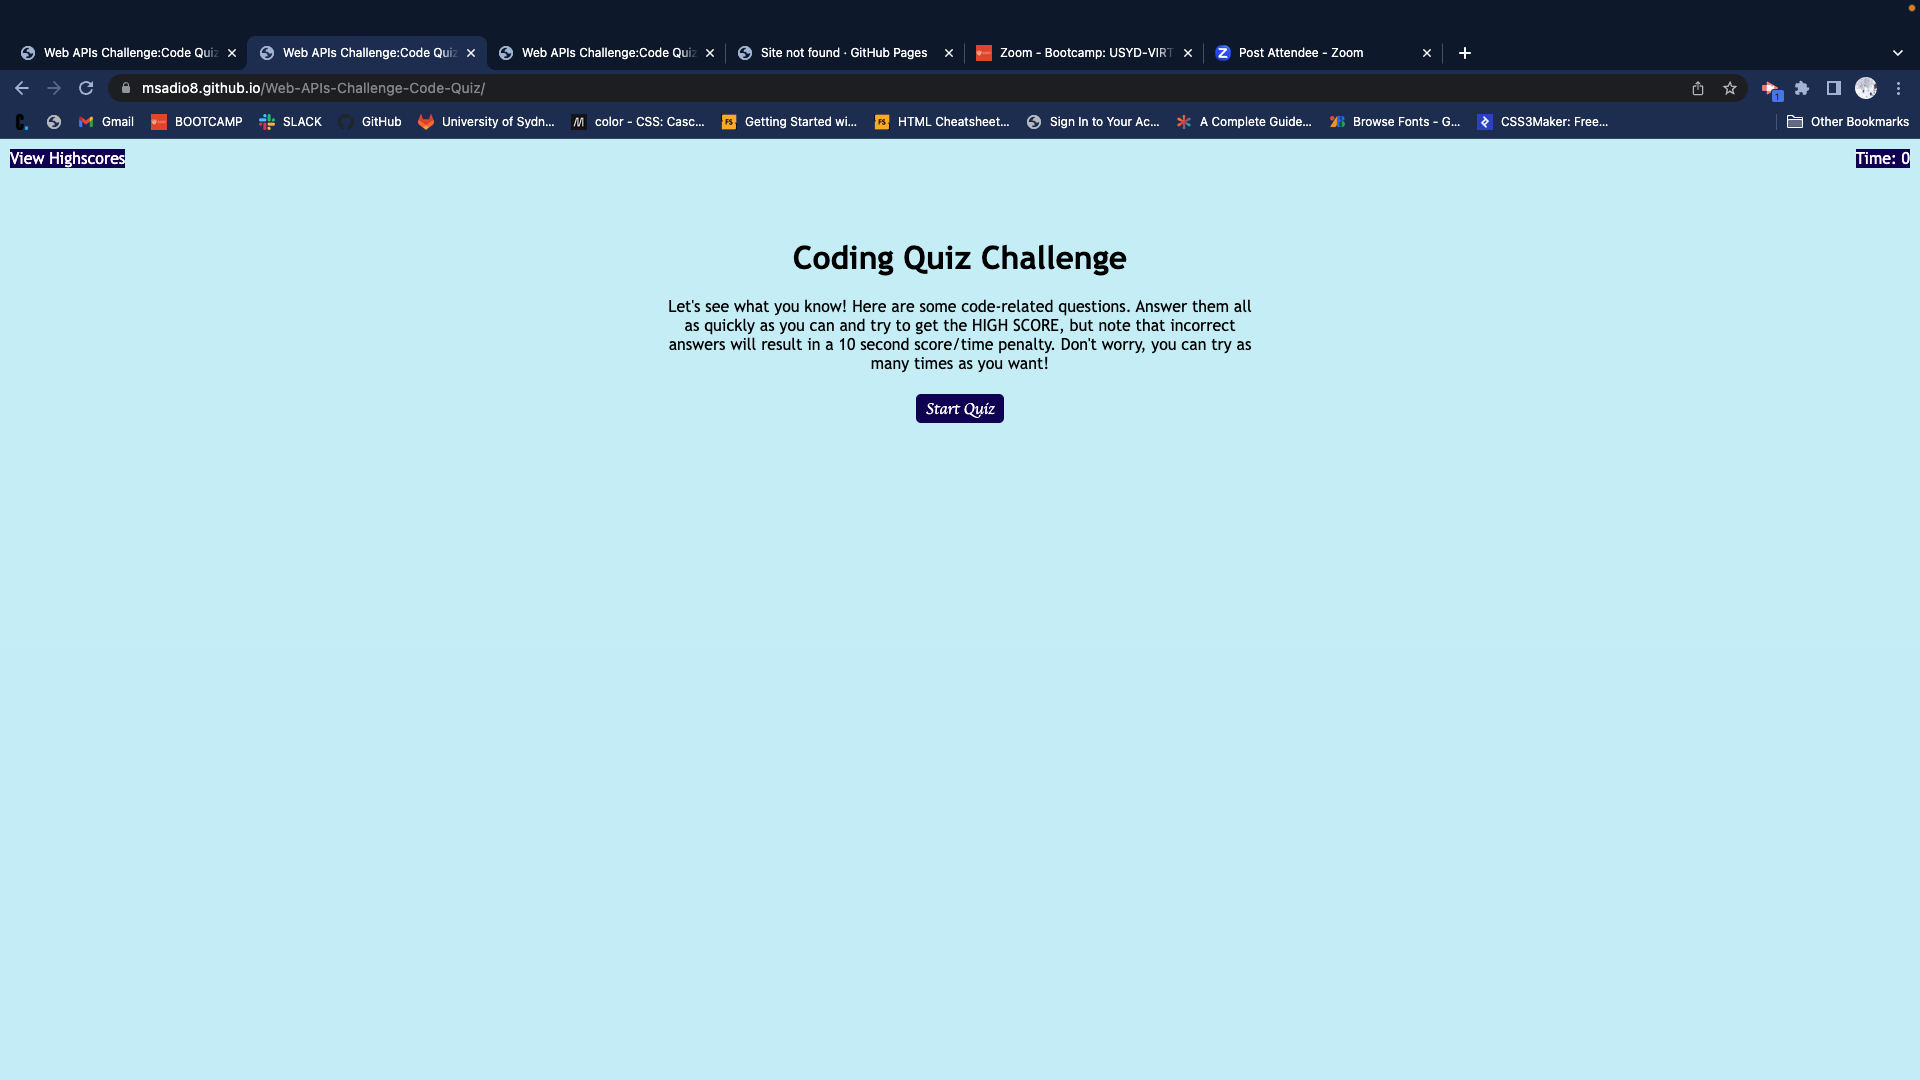 Web APIs Challenge:Code Quiz
Web APIs Challenge:Code Quiz
Web APIs Challenge:Code Quiz
Site not found · GitHub Pages
Zoom - Bootcamp: USYD-VIRT
Post Attendee - Zoom
msadio8.github.io/Web-APIs-Challenge-Code-Quiz/
1
Gmail
BOOTCAMP
SLACK
GitHub
University of Sydn...
color - CSS: Casc...
Getting Started wi...
HTML Cheatsheet...
Sign In to Your Ac...
A Complete Guide...
Browse Fonts - G...
CSS3Maker: Free...
Other Bookmarks
View Highscores
Time: 0
Coding Quiz Challenge
Let's see what you know! Here are some code-related questions. Answer them all
as quickly as you can and try to get the HIGH SCORE, but note that incorrect
answers will result in a 10 second score/time penalty. Don't worry, you can try as
many times as you want!
Start Quiz